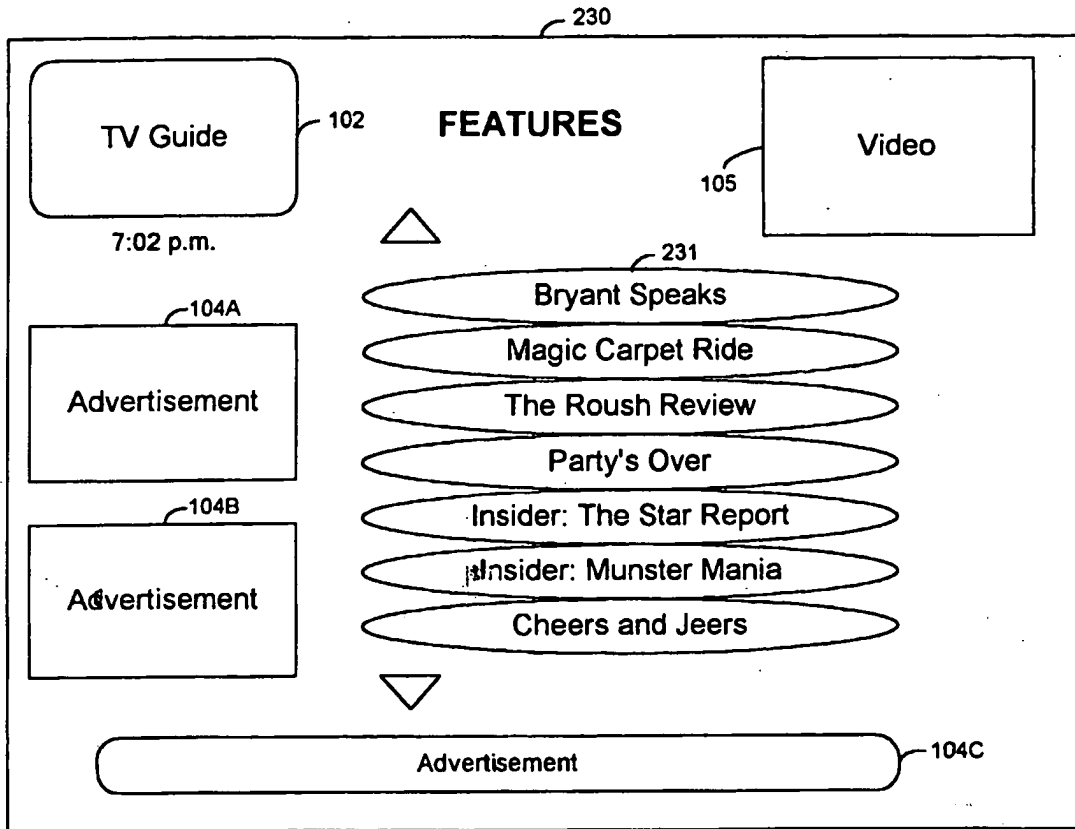 230
TV Guide
102
FEATURES
Video
105
7:02 p.m.
231
Bryant Speaks
104A
Magic Carpet Ride
Advertisement
The Roush Review
Party's Over
104B
Insider: The Star Report
Insider: Munster Mania
Advertisement
Cheers and Jeers
Advertisement
104C